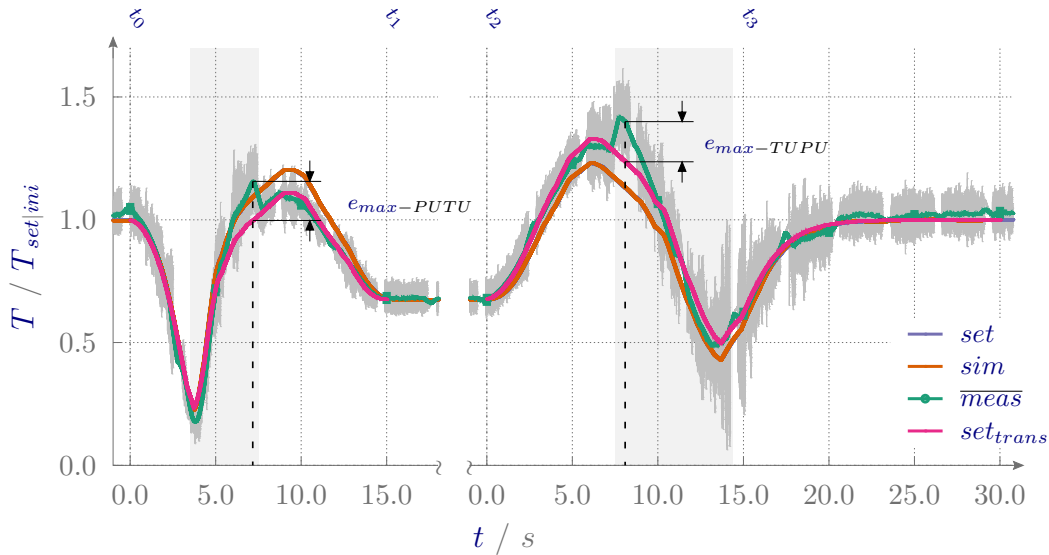 t0 t1 t2 t3
1.5
1.0
0.5
0.0
T / Tset|ini
emax−PUTU
emax−TUPU
set
sim
meas
settrans
0.0 5.0 10.0 15.0 0.0 5.0 10.0 15.0 20.0 25.0 30.0
t / s